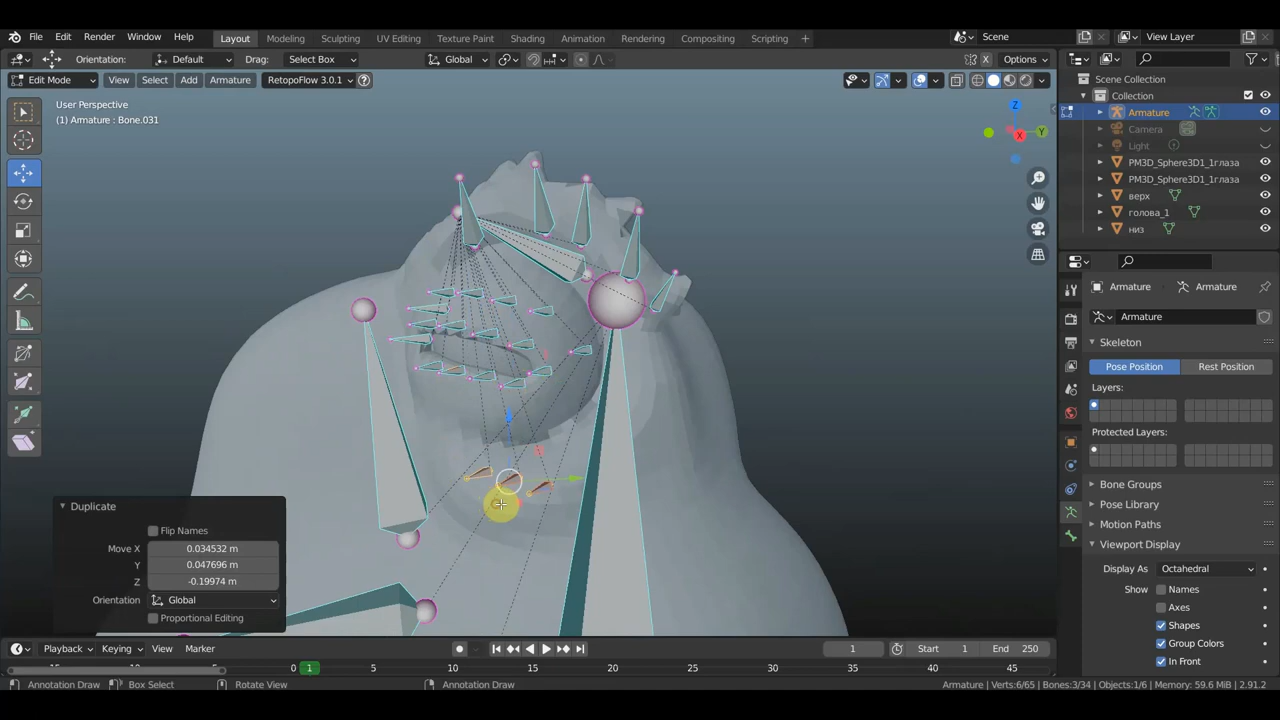 File Edit Render Window Help Layout Modeling Sculpting UV Editing Texture Paint Shading Animation Rendering Compositing Scripting + Scene View Layer
Orientation: Default Drag: Select Box Global X Options
Edit Mode View Select Add Armature RetopoFlow 3.0.1 ?
User Perspective
(1) Armature : Bone.031
Z
Y
X
Scene Collection
Collection
Armature
Camera
Light
PM3D_Sphere3D1_1глаза
PM3D_Sphere3D1_1глаза
верх
голова_1
низ
Armature Armature
Armature
Skeleton
Pose Position Rest Position
Layers:
Protected Layers:
Bone Groups
Pose Library
Motion Paths
Viewport Display
Display As Octahedral
Show Names
Axes
Shapes
Group Colors
In Front
Duplicate
Flip Names
Move X 0.034532 m
Y 0.047696 m
Z -0.19974 m
Orientation Global
Proportional Editing
Playback Keying View Marker 1 Start 1 End 250
0 1 5 10 15 20 25 30 35 40 45
Annotation Draw Box Select Rotate View Annotation Draw Armature | Verts:6/65 | Bones:3/34 | Objects:1/6 | Memory: 59.6 MiB | 2.91.2